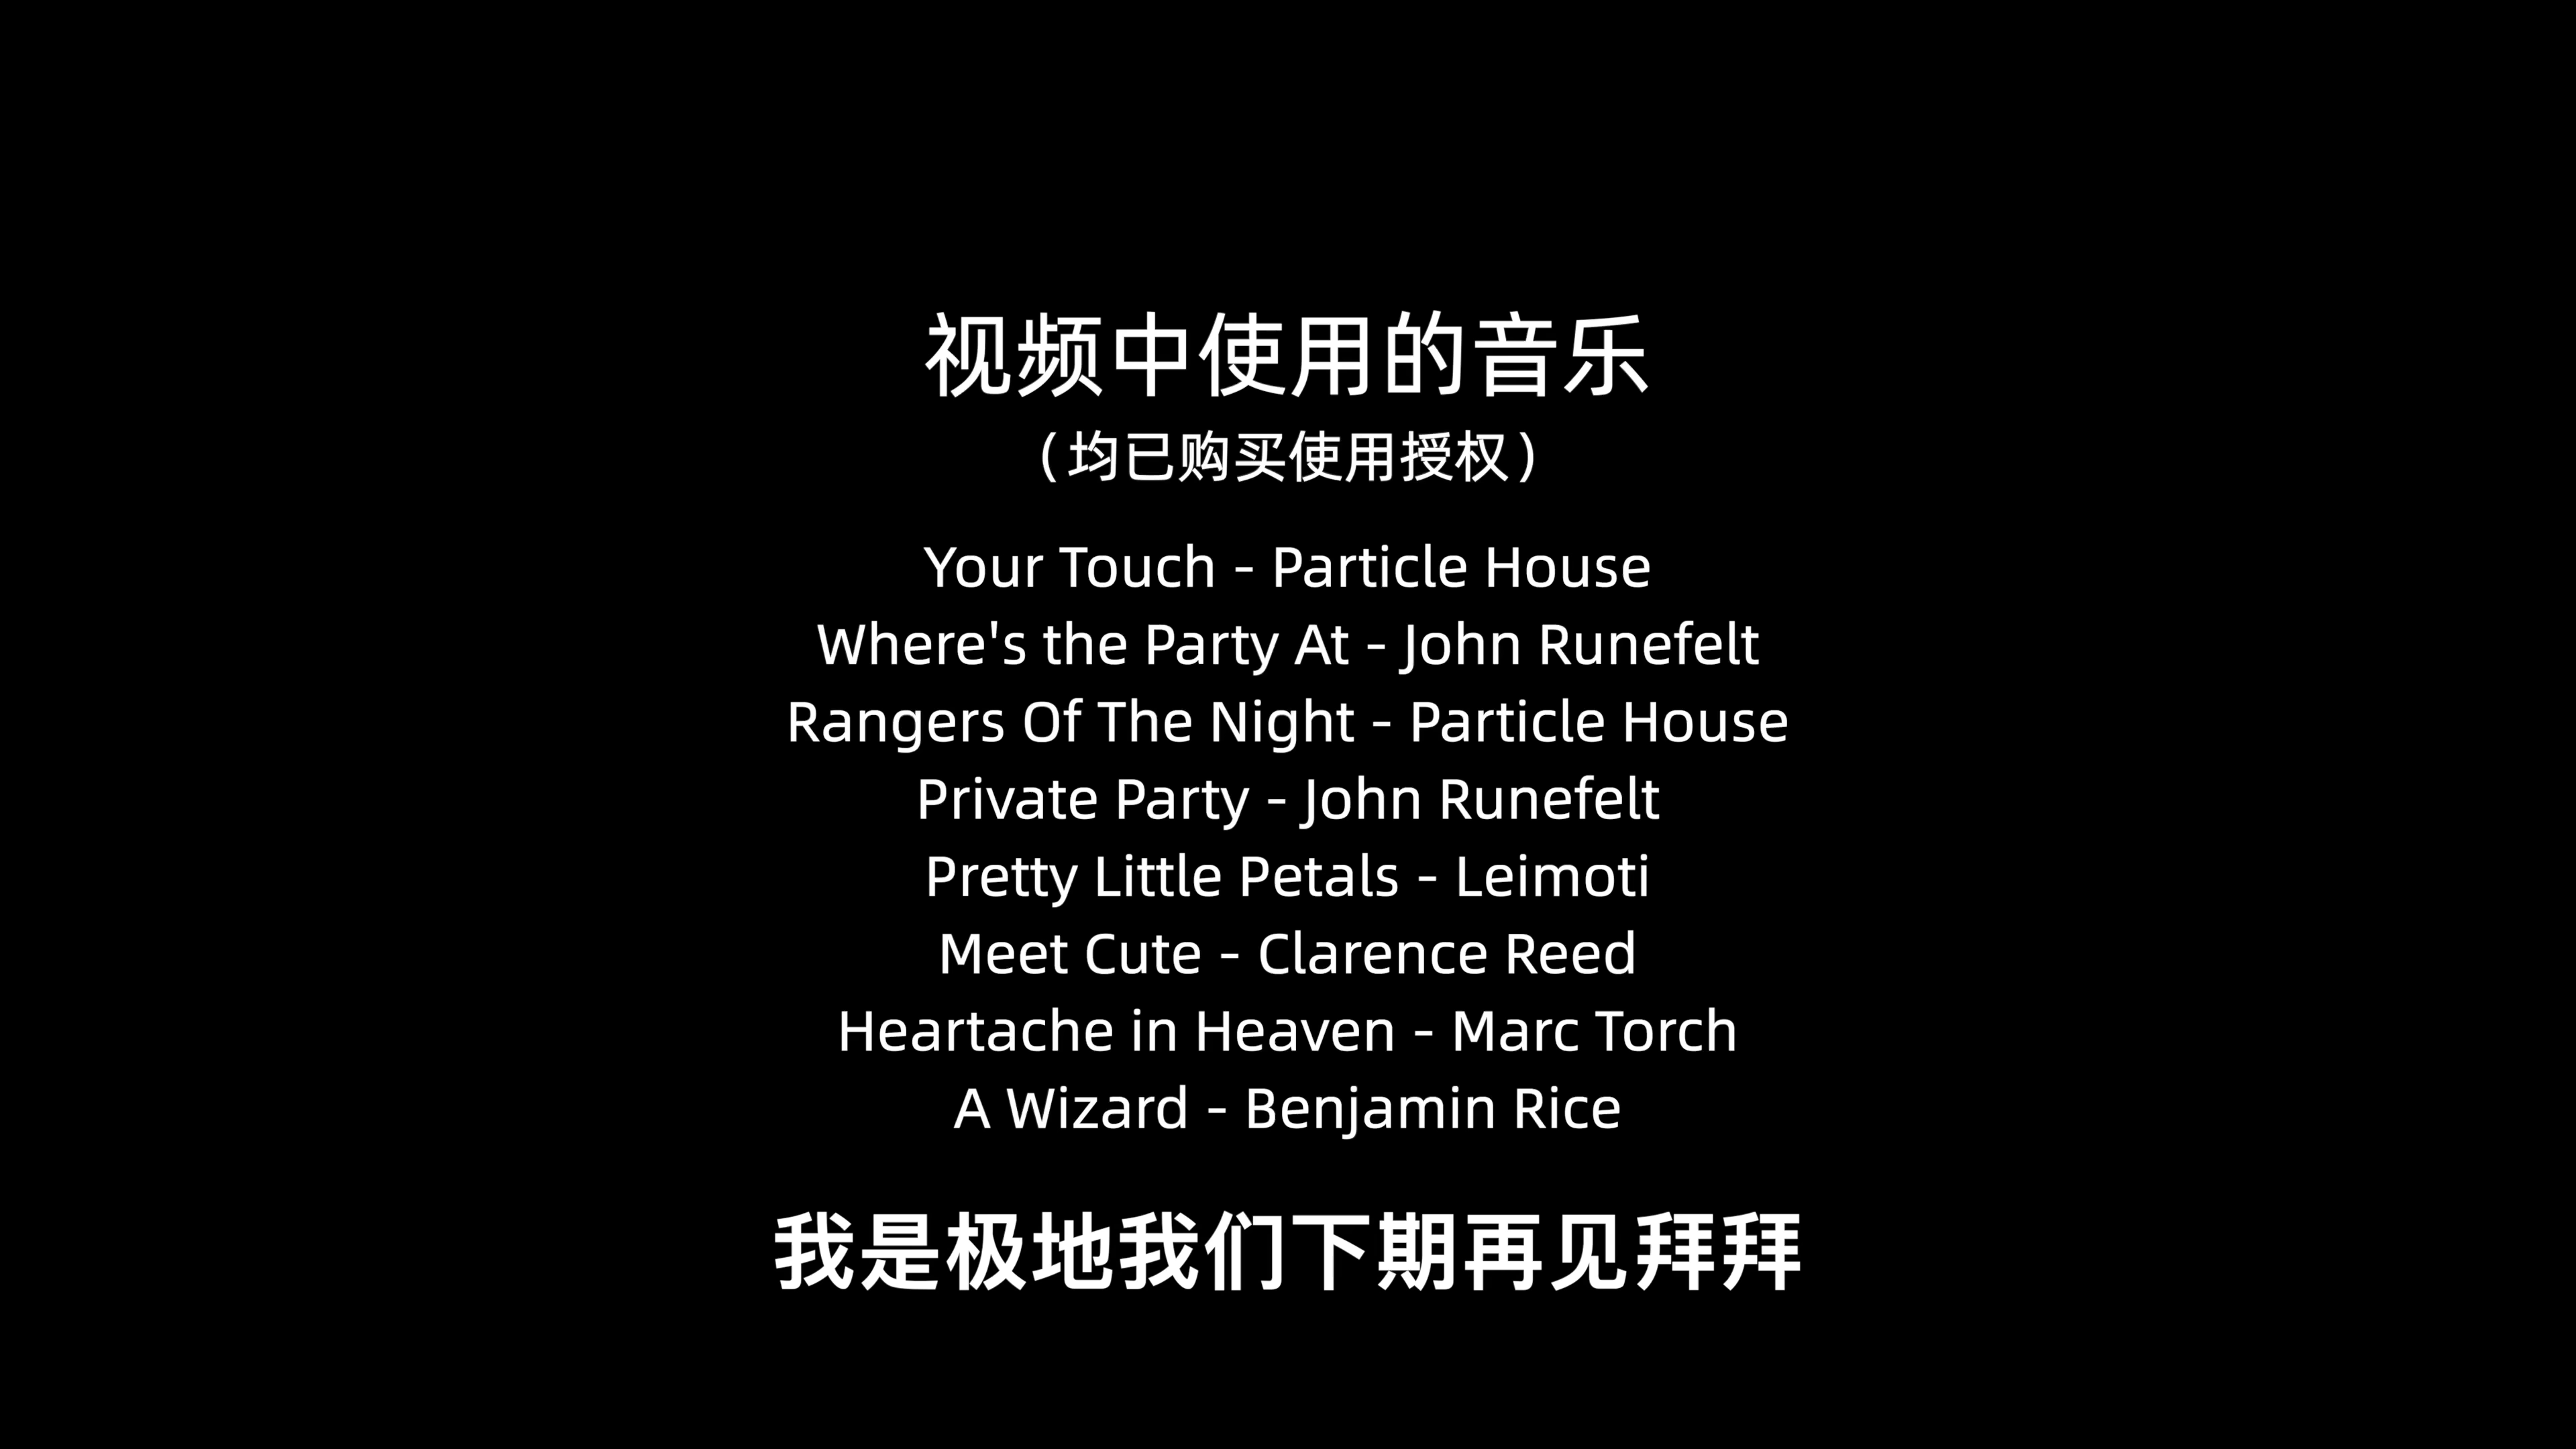 视频中使用的音乐
（均已购买使用授权）
Your Touch - Particle House
Where's the Party At - John Runefelt
Rangers Of The Night - Particle House
Private Party - John Runefelt
Pretty Little Petals - Leimoti
Meet Cute - Clarence Reed
Heartache in Heaven - Marc Torch
A Wizard - Benjamin Rice
我是极地我们下期再见拜拜